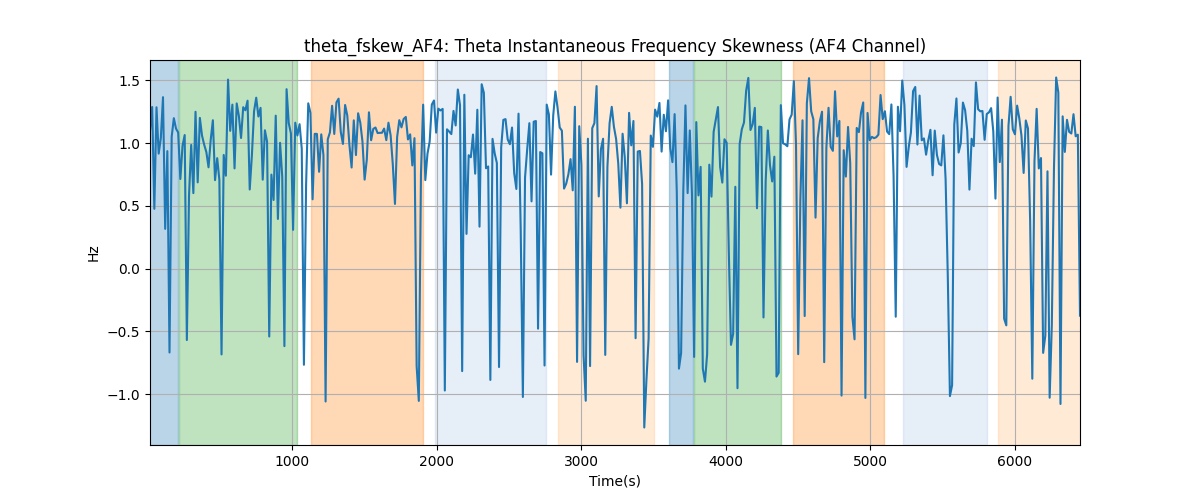 theta_fskew_AF4: Theta Instantaneous Frequency Skewness (AF4 Channel)
1.5
1.0
0.5
0.0
−0.5
−1.0
Hz
1000 2000 3000 4000 5000 6000
Time(s)